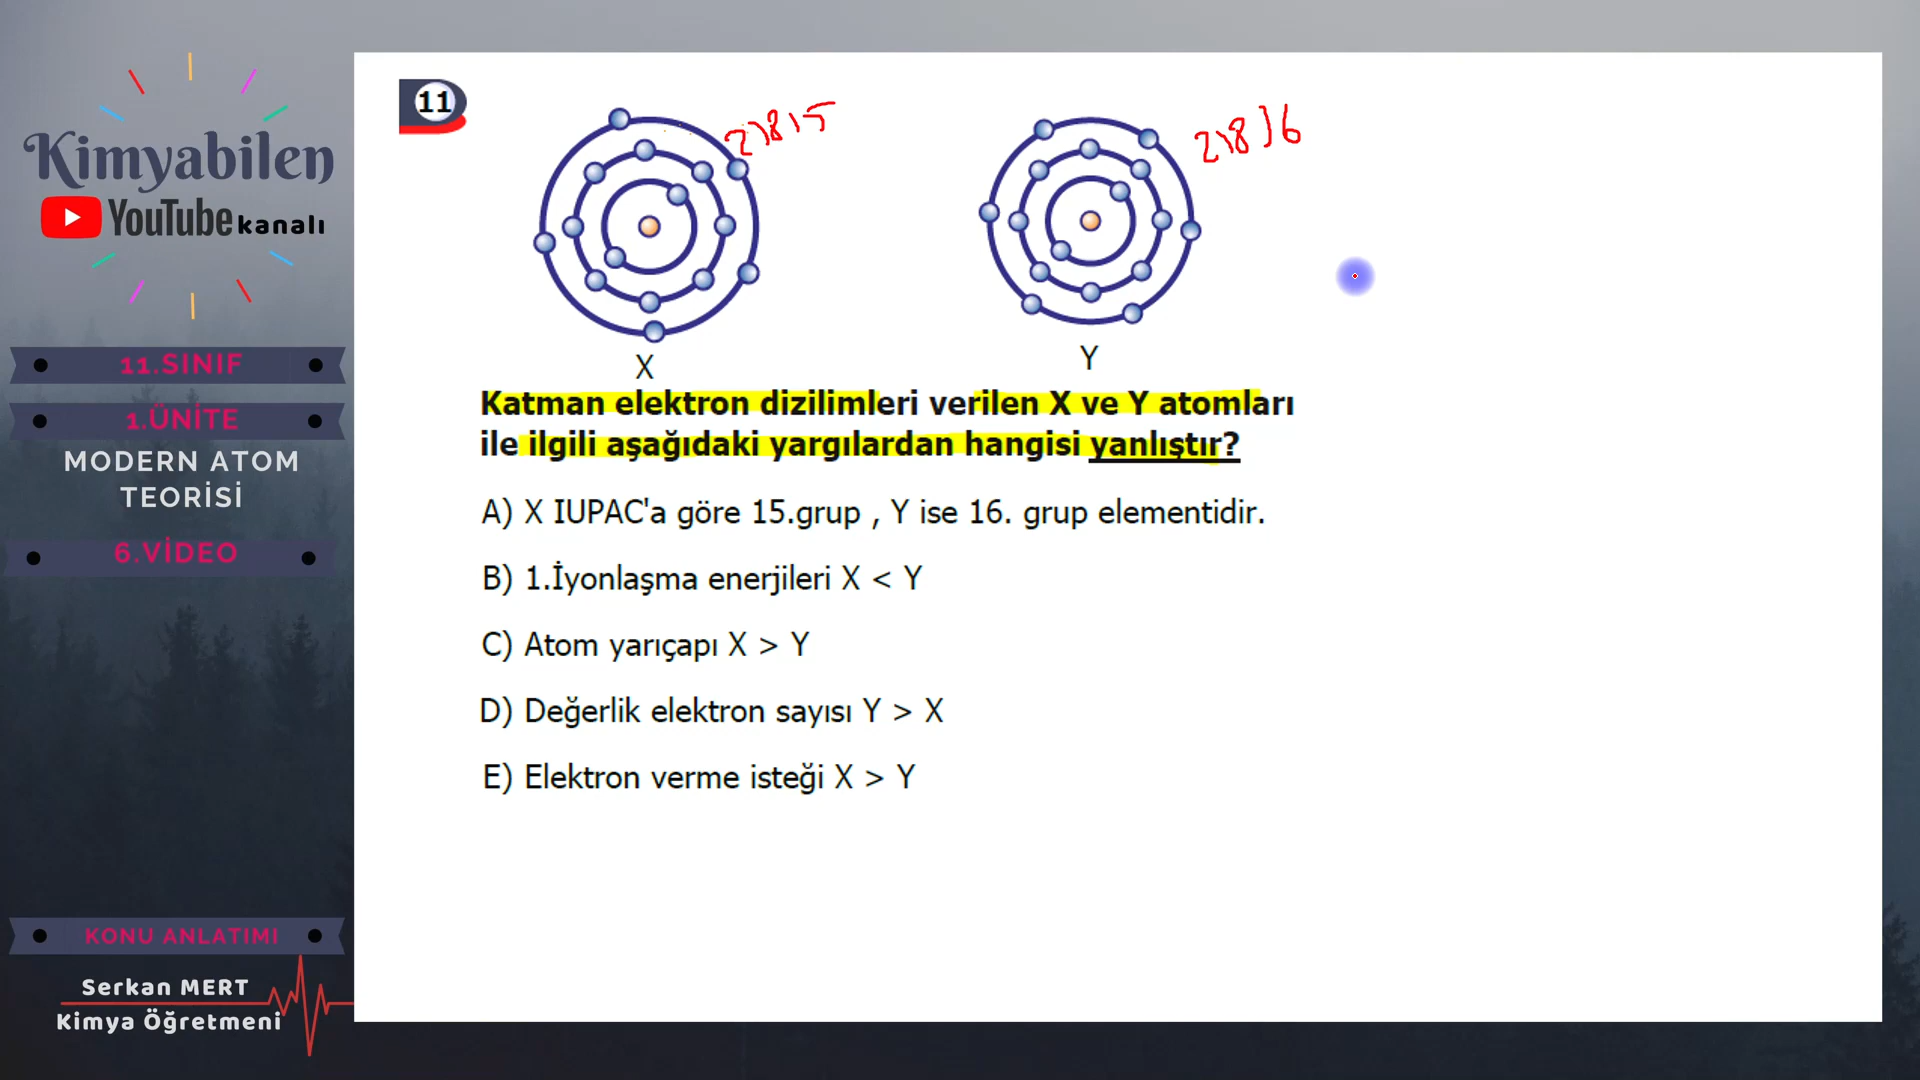 Kimyabilen
YouTube kanalı
11.SINIF
1.ÜNİTE
MODERN ATOM
TEORİSİ
6.VİDEO
KONU ANLATIMI
Serkan MERT
Kimya Öğretmeni
11
2)8)5
2)8)6
X
Y
Katman elektron dizilimleri verilen X ve Y atomları
ile ilgili aşağıdaki yargılardan hangisi yanlıştır?
A) X IUPAC'a göre 15.grup , Y ise 16. grup elementidir.
B) 1.İyonlaşma enerjileri X < Y
C) Atom yarıçapı X > Y
D) Değerlik elektron sayısı Y > X
E) Elektron verme isteği X > Y